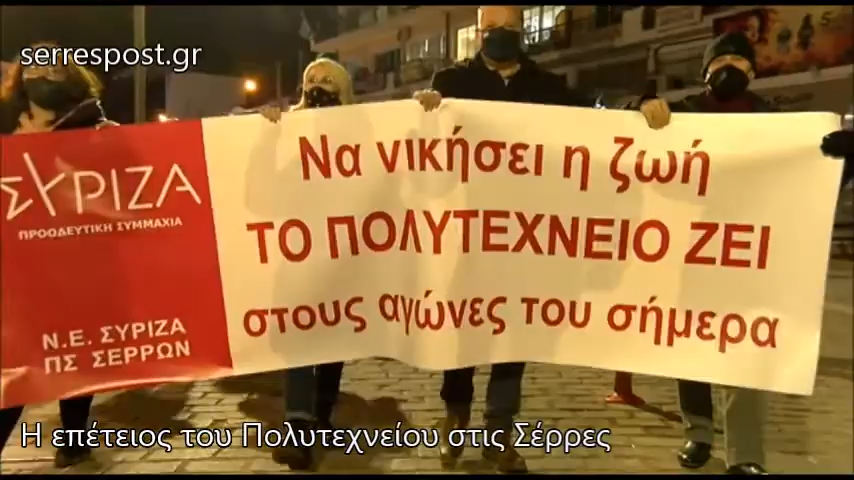 serrespost.gr
ΣΥΡΙΖΑ
ΠΡΟΟΔΕΥΤΙΚΗ ΣΥΜΜΑΧΙΑ
Ν.Ε. ΣΥΡΙΖΑ
ΠΣ ΣΕΡΡΩΝ
Να νικήσει η ζωή
ΤΟ ΠΟΛΥΤΕΧΝΕΙΟ ΖΕΙ
στους αγώνες του σήμερα
Η επέτειος του Πολυτεχνείου στις Σέρρες